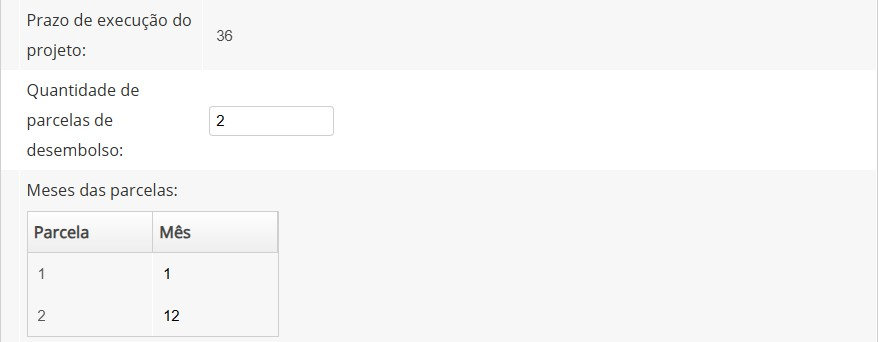 Prazo de execução do
projeto:
36
Quantidade de
parcelas de
desembolso:
2
Meses das parcelas:
Parcela Mês
1 1
2 12